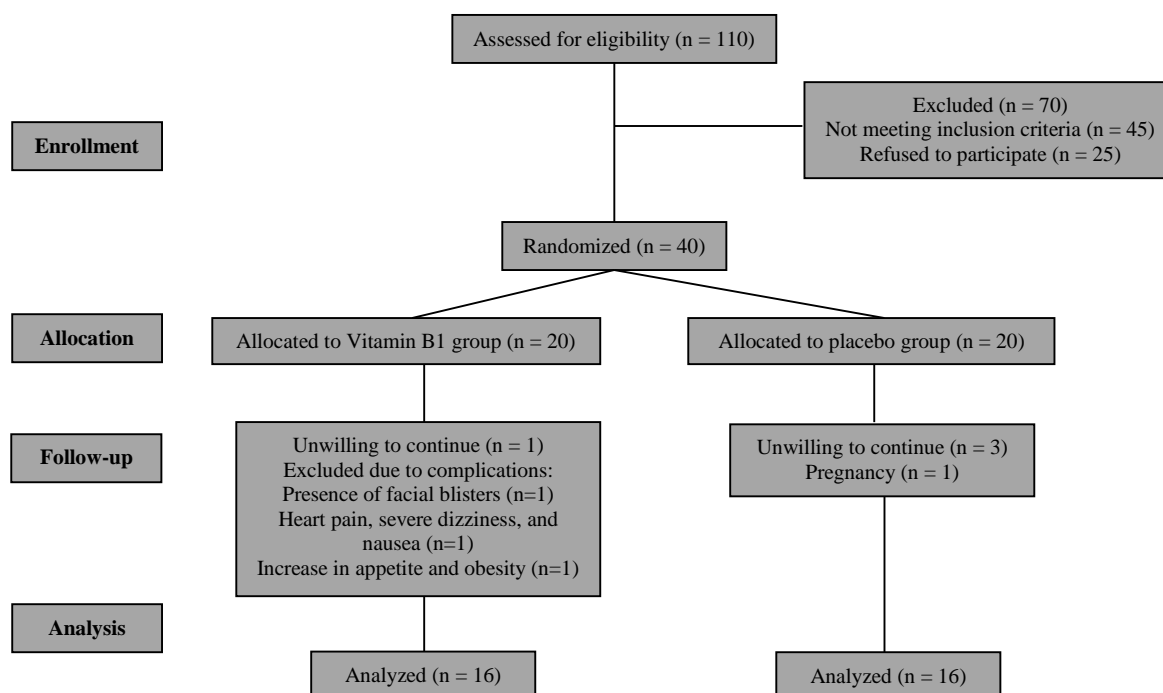 Assessed for eligibility (n = 110)
Excluded (n = 70)
Not meeting inclusion criteria (n = 45)
Refused to participate (n = 25)
Enrollment
Randomized (n = 40)
Allocation
Allocated to Vitamin B1 group (n = 20)
Allocated to placebo group (n = 20)
Follow-up
Unwilling to continue (n = 1)
Excluded due to complications:
Presence of facial blisters (n=1)
Heart pain, severe dizziness, and
nausea (n=1)
Increase in appetite and obesity (n=1)
Unwilling to continue (n = 3)
Pregnancy (n = 1)
Analysis
Analyzed (n = 16)
Analyzed (n = 16)